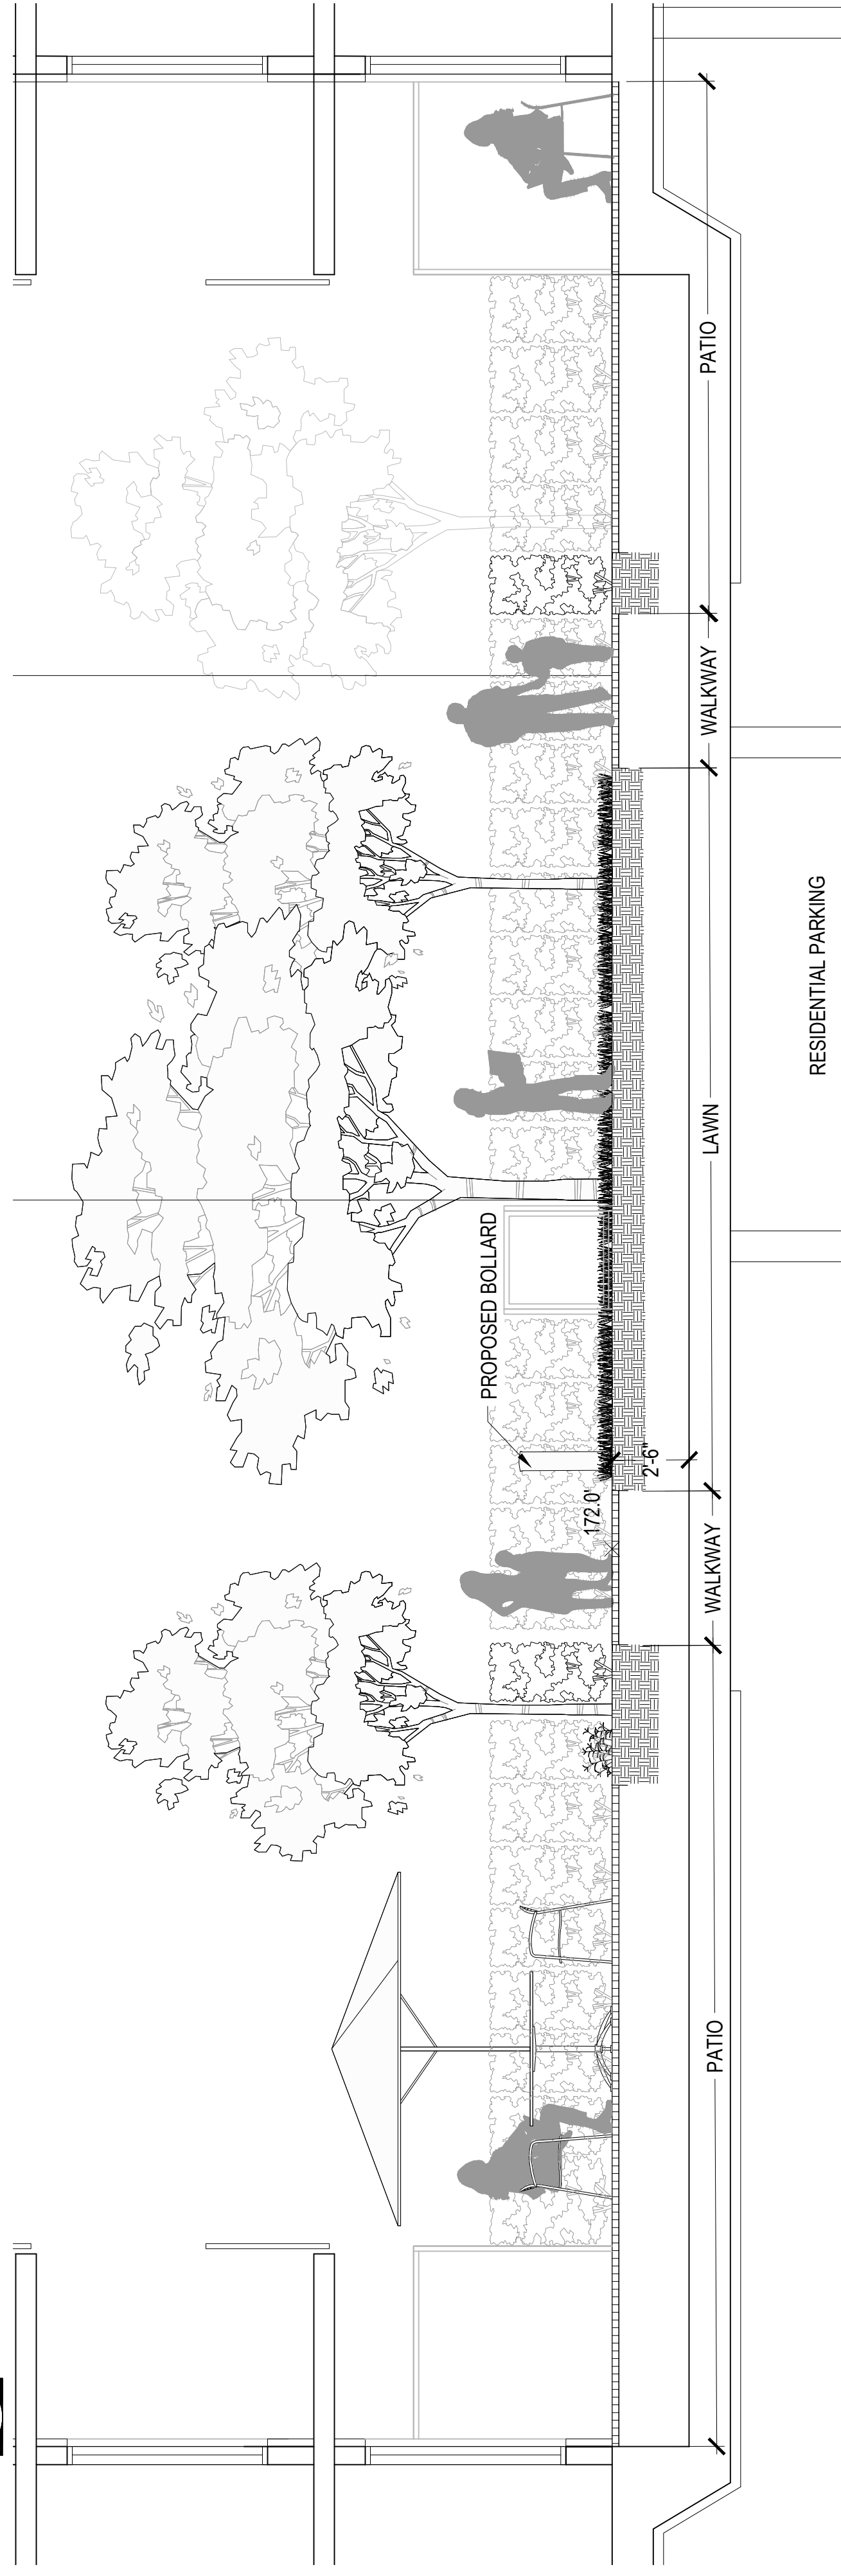 PROPOSED BOLLARD
172.0'
2'-6"
PATIO
WALKWAY
LAWN
WALKWAY
PATIO
RESIDENTIAL PARKING